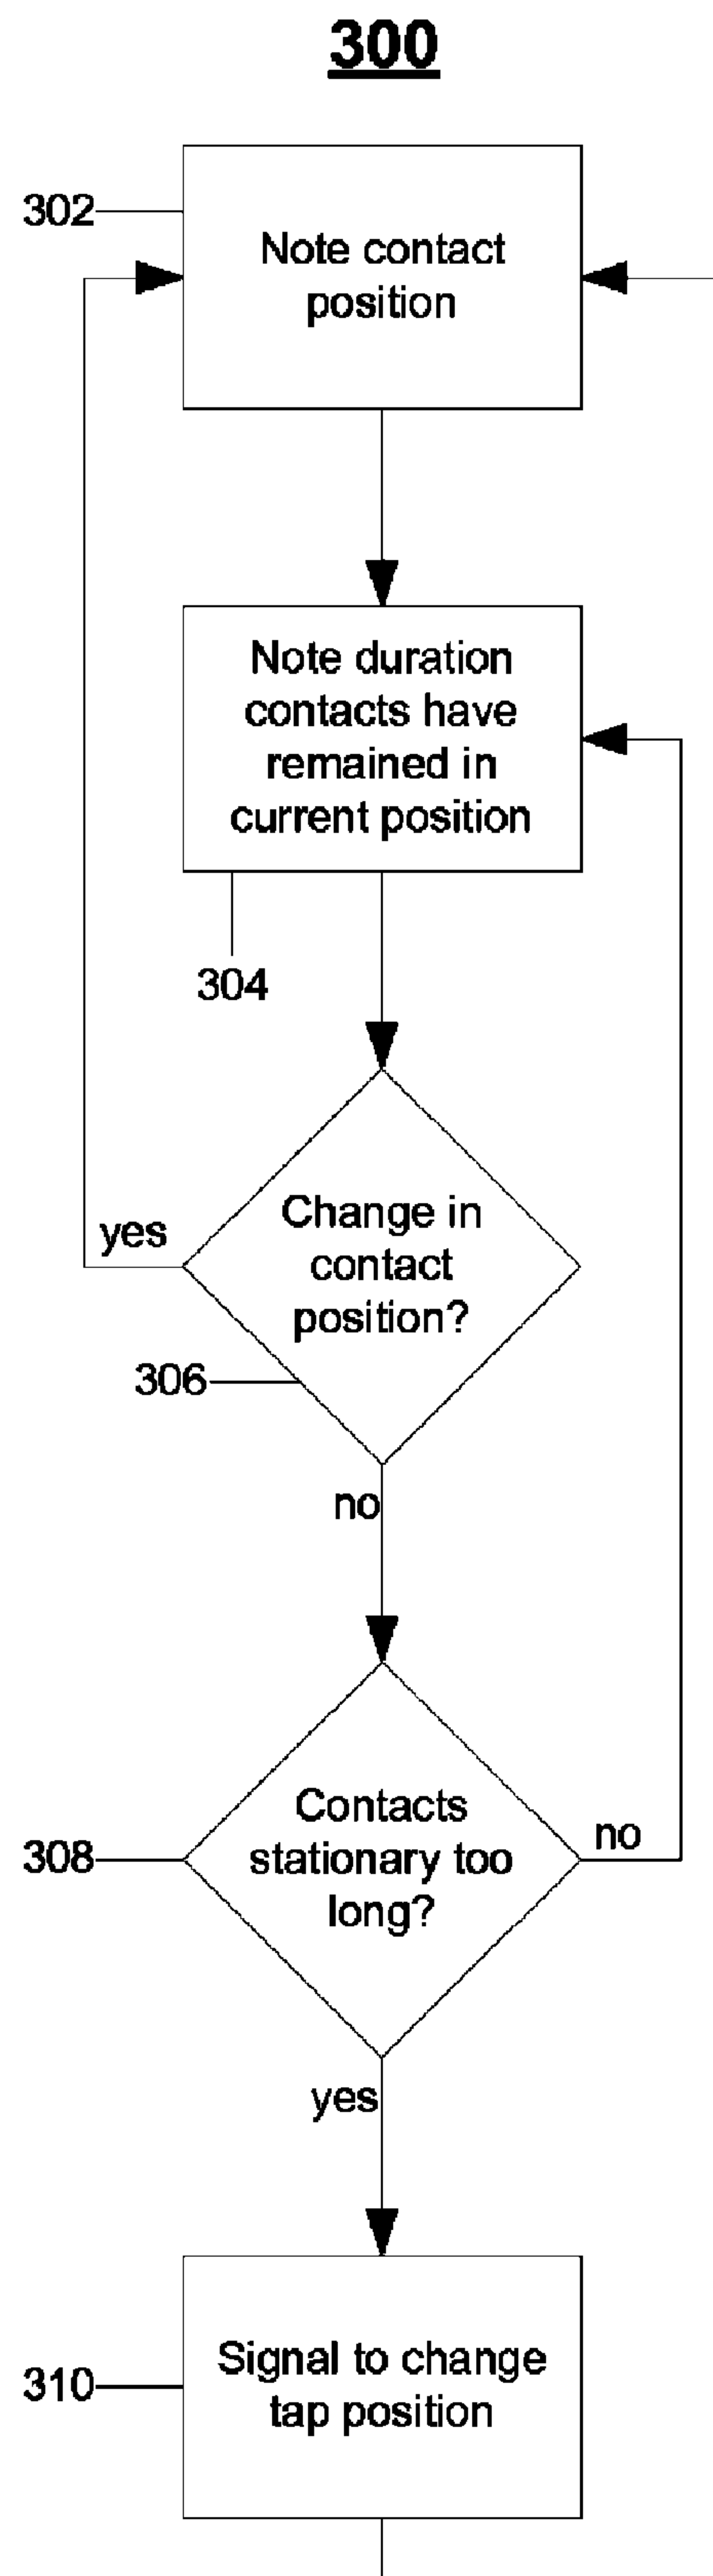 300
302
Note contact
position
Note duration
contacts have
remained in
current position
304
Change in
contact
position?
yes
306
no
Contacts
stationary too
long?
308
no
yes
Signal to change
tap position
310